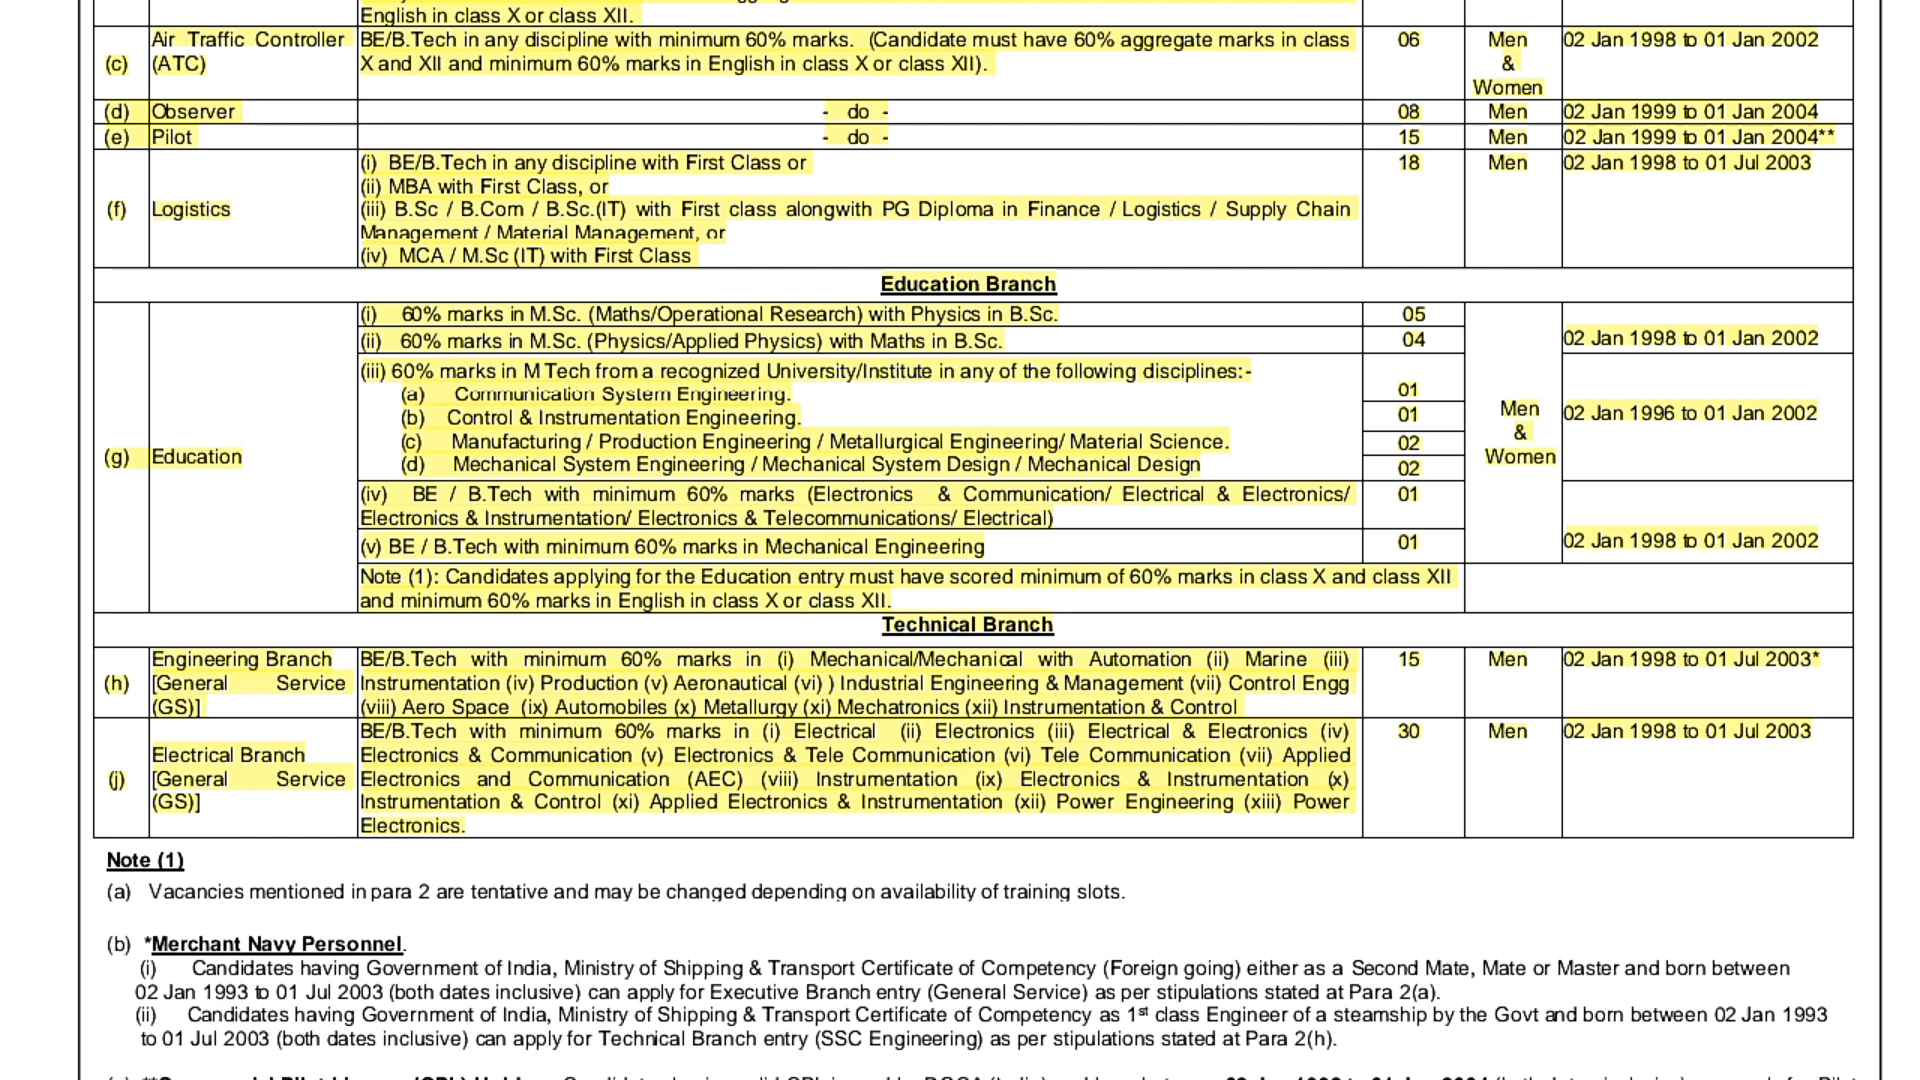 English in class X or class XII.
(c) Air Traffic Controller (ATC) BE/B.Tech in any discipline with minimum 60% marks. (Candidate must have 60% aggregate marks in class X and XII and minimum 60% marks in English in class X or class XII). 06 Men & Women 02 Jan 1998 to 01 Jan 2002
(d) Observer - do - 08 Men 02 Jan 1999 to 01 Jan 2004
(e) Pilot - do - 15 Men 02 Jan 1999 to 01 Jan 2004**
(f) Logistics
(i) BE/B.Tech in any discipline with First Class or
(ii) MBA with First Class, or
(iii) B.Sc / B.Com / B.Sc.(IT) with First class alongwith PG Diploma in Finance / Logistics / Supply Chain
Management / Material Management, or
(iv) MCA / M.Sc (IT) with First Class
18 Men 02 Jan 1998 to 01 Jul 2003
Education Branch
(g) Education
(i) 60% marks in M.Sc. (Maths/Operational Research) with Physics in B.Sc. 05
(ii) 60% marks in M.Sc. (Physics/Applied Physics) with Maths in B.Sc. 04
02 Jan 1998 to 01 Jan 2002
(iii) 60% marks in M Tech from a recognized University/Institute in any of the following disciplines:-
(a) Communication System Engineering. 01
(b) Control & Instrumentation Engineering. 01
(c) Manufacturing / Production Engineering / Metallurgical Engineering/ Material Science. 02
(d) Mechanical System Engineering / Mechanical System Design / Mechanical Design 02
Men
&
Women
02 Jan 1996 to 01 Jan 2002
(iv) BE / B.Tech with minimum 60% marks (Electronics & Communication/ Electrical & Electronics/ 01
Electronics & Instrumentation/ Electronics & Telecommunications/ Electrical)
(v) BE / B.Tech with minimum 60% marks in Mechanical Engineering 01
02 Jan 1998 to 01 Jan 2002
Note (1): Candidates applying for the Education entry must have scored minimum of 60% marks in class X and class XII
and minimum 60% marks in English in class X or class XII.
Technical Branch
(h) Engineering Branch [General Service (GS)]
BE/B.Tech with minimum 60% marks in (i) Mechanical/Mechanical with Automation (ii) Marine (iii)
Instrumentation (iv) Production (v) Aeronautical (vi) ) Industrial Engineering & Management (vii) Control Engg
(viii) Aero Space (ix) Automobiles (x) Metallurgy (xi) Mechatronics (xii) Instrumentation & Control
15 Men 02 Jan 1998 to 01 Jul 2003*
(j) Electrical Branch [General Service (GS)]
BE/B.Tech with minimum 60% marks in (i) Electrical (ii) Electronics (iii) Electrical & Electronics (iv)
Electronics & Communication (v) Electronics & Tele Communication (vi) Tele Communication (vii) Applied
Electronics and Communication (AEC) (viii) Instrumentation (ix) Electronics & Instrumentation (x)
Instrumentation & Control (xi) Applied Electronics & Instrumentation (xii) Power Engineering (xiii) Power
Electronics.
30 Men 02 Jan 1998 to 01 Jul 2003
Note (1)
(a) Vacancies mentioned in para 2 are tentative and may be changed depending on availability of training slots.
(b) *Merchant Navy Personnel.
(i) Candidates having Government of India, Ministry of Shipping & Transport Certificate of Competency (Foreign going) either as a Second Mate, Mate or Master and born between
02 Jan 1993 to 01 Jul 2003 (both dates inclusive) can apply for Executive Branch entry (General Service) as per stipulations stated at Para 2(a).
(ii) Candidates having Government of India, Ministry of Shipping & Transport Certificate of Competency as 1st class Engineer of a steamship by the Govt and born between 02 Jan 1993
to 01 Jul 2003 (both dates inclusive) can apply for Technical Branch entry (SSC Engineering) as per stipulations stated at Para 2(h).